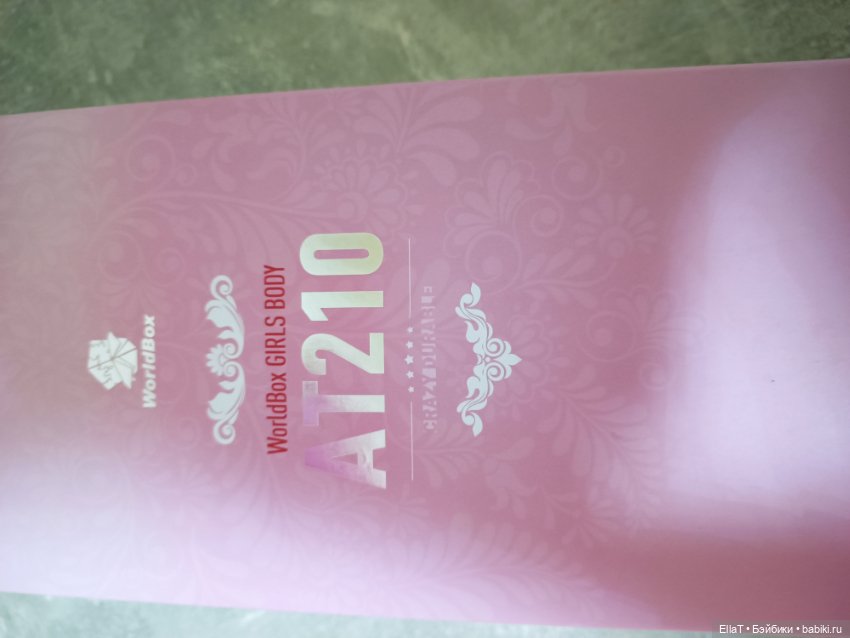 WorldBox
WorldBox GIRLS BODY
AT210
CRAZY DURABLE
EllaT • Бэйбики • babiki.ru